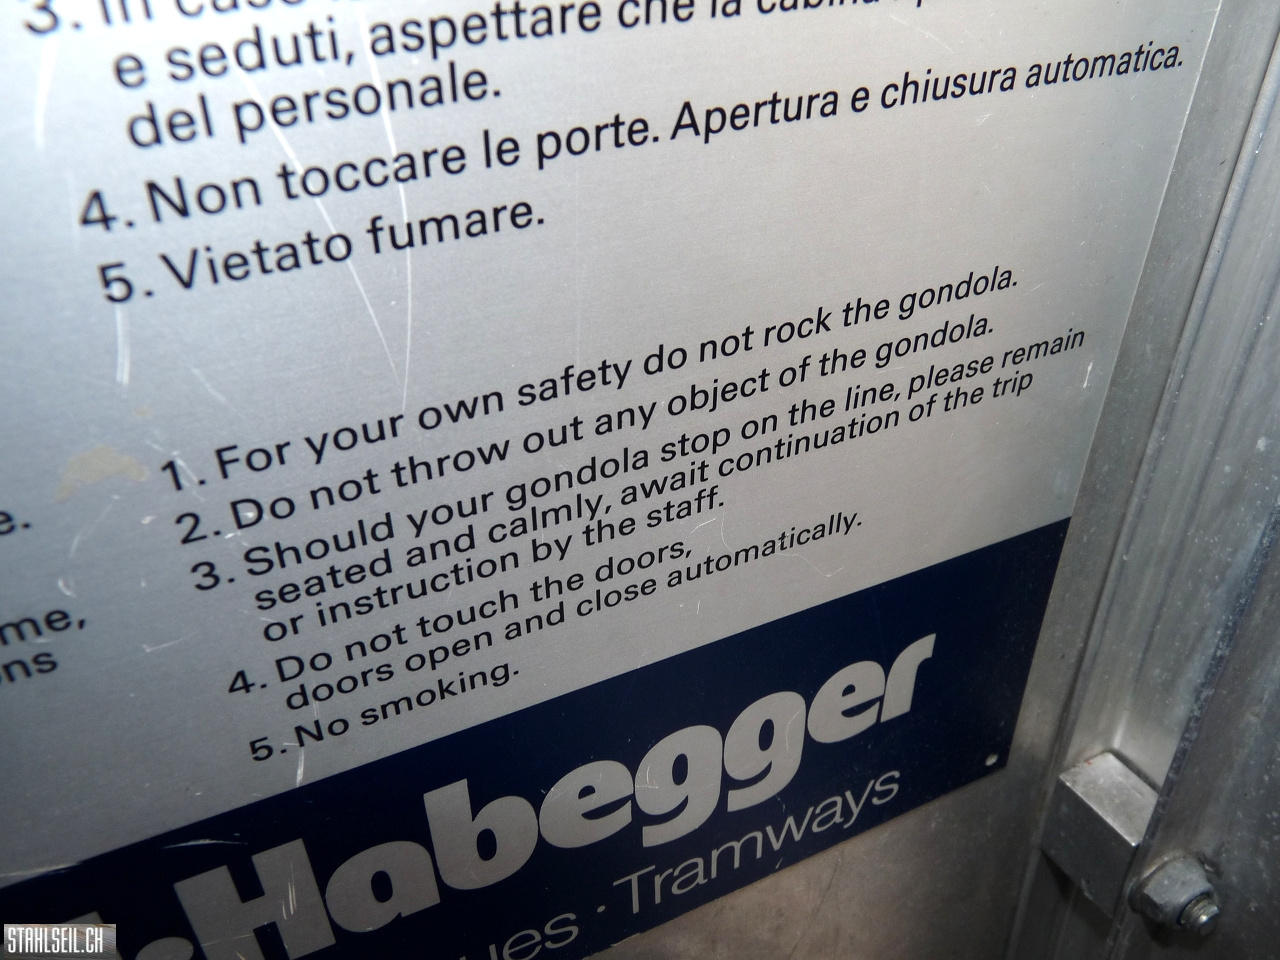 3. In caso
e seduti, aspettare che la cabina
del personale.
4. Non toccare le porte. Apertura e chiusura automatica.
5. Vietato fumare.
1. For your own safety do not rock the gondola.
2. Do not throw out any object of the gondola.
3. Should your gondola stop on the line, please remain
seated and calmly, await continuation of the trip
or instruction by the staff.
4. Do not touch the doors,
doors open and close automatically.
5. No smoking.
e.
me,
ns
Habegger
ues · Tramways
STAHLSEIL.CH